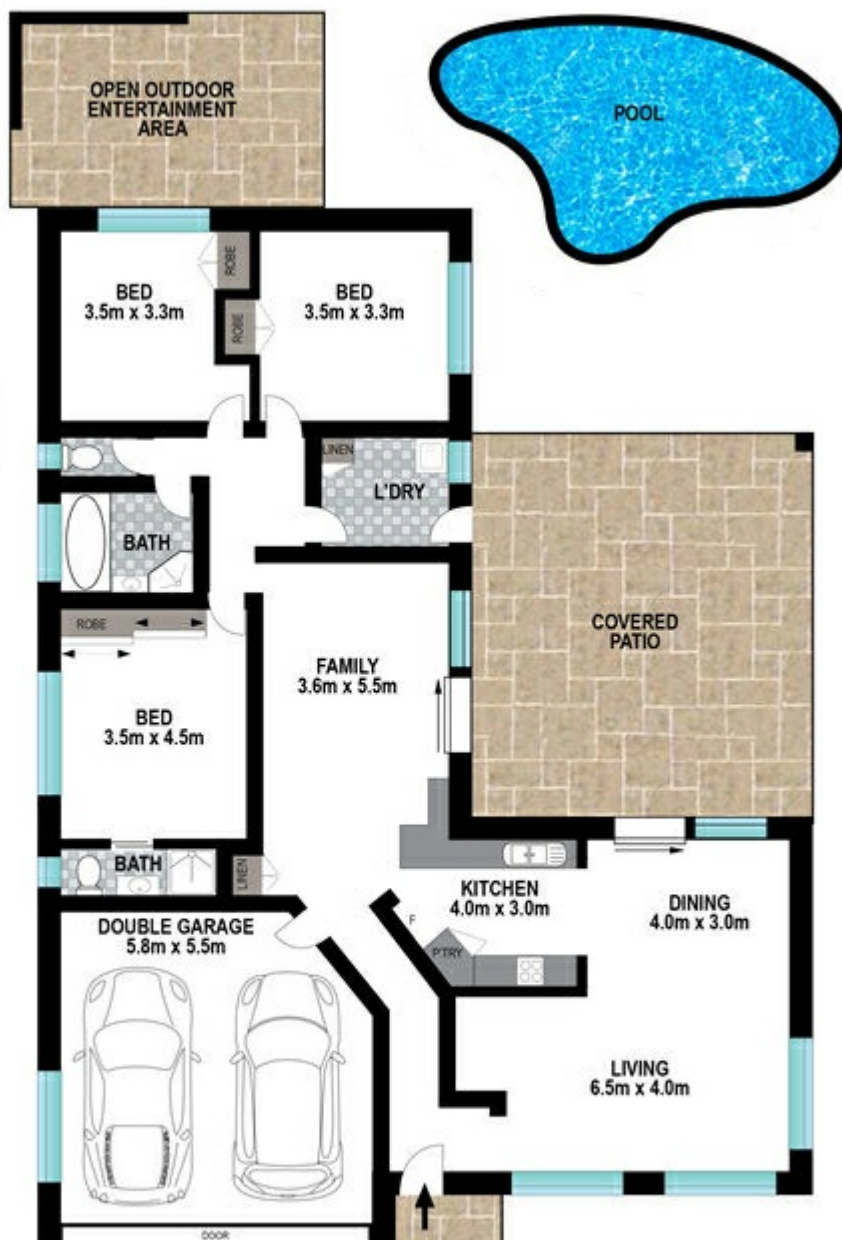 OPEN OUTDOOR
ENTERTAINMENT
AREA
POOL
BED
3.5m x 3.3m
ROBE
ROBE
BED
3.5m x 3.3m
LINEN
L'DRY
BATH
COVERED
PATIO
ROBE
FAMILY
3.6m x 5.5m
BED
3.5m x 4.5m
BATH
LINEN
KITCHEN
4.0m x 3.0m
DINING
4.0m x 3.0m
F
P'TRY
DOUBLE GARAGE
5.8m x 5.5m
LIVING
6.5m x 4.0m
DOOR